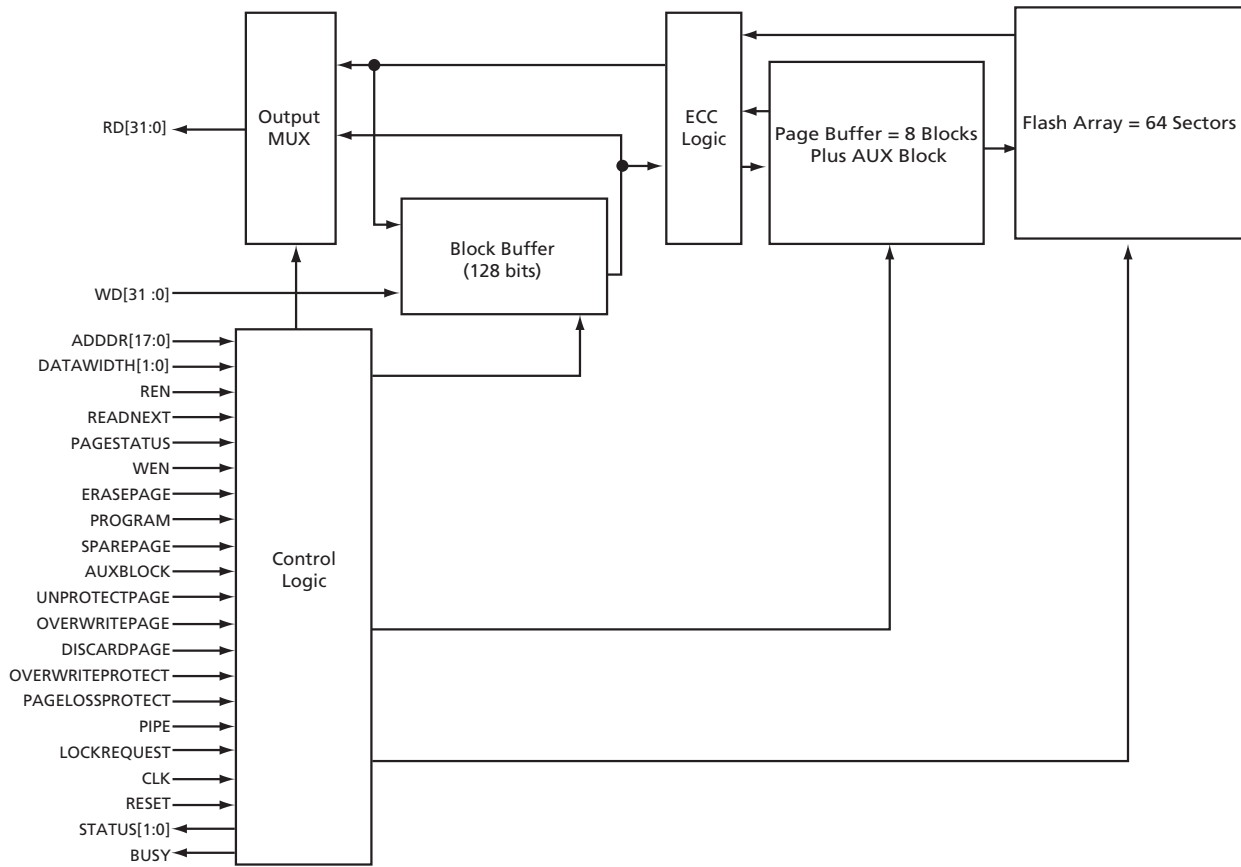 Output
MUX
RD[31:0]
ECC
Logic
Page Buffer = 8 Blocks
Plus AUX Block
Flash Array = 64 Sectors
Block Buffer
(128 bits)
WD[31 :0]
ADDDR[17:0]
DATAWIDTH[1:0]
REN
READNEXT
PAGESTATUS
WEN
ERASEPAGE
PROGRAM
SPAREPAGE
AUXBLOCK
UNPROTECTPAGE
OVERWRITEPAGE
DISCARDPAGE
OVERWRITEPROTECT
PAGELOSSPROTECT
PIPE
LOCKREQUEST
CLK
RESET
STATUS[1:0]
BUSY
Control
Logic